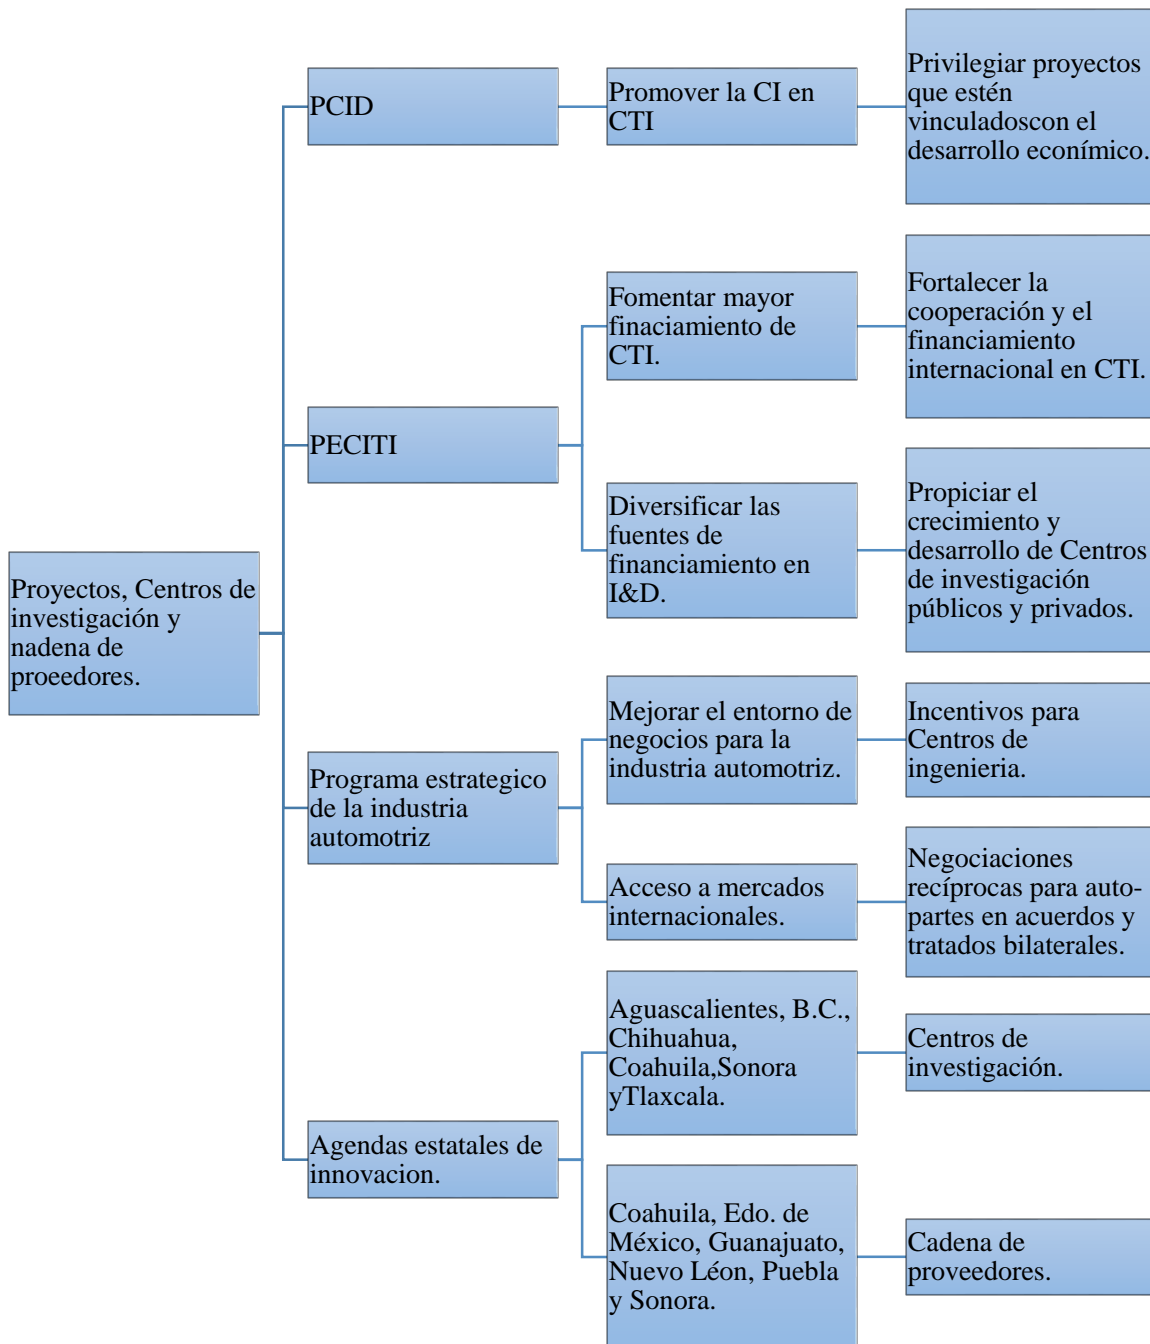 Proyectos, Centros de
investigación y
nadena de
proeedores.
PCID
Promover la CI en
CTI
Privilegiar proyectos
que estén
vinculadoscon el
desarrollo econímico.
PECITI
Fomentar mayor
finaciamiento de
CTI.
Fortalecer la
cooperación y el
financiamiento
internacional en CTI.
Diversificar las
fuentes de
financiamiento en
I&D.
Propiciar el
crecimiento y
desarrollo de Centros
de investigación
públicos y privados.
Programa estrategico
de la industria
automotriz
Mejorar el entorno de
negocios para la
industria automotriz.
Incentivos para
Centros de
ingenieria.
Acceso a mercados
internacionales.
Negociaciones
recíprocas para auto-
partes en acuerdos y
tratados bilaterales.
Agendas estatales de
innovacion.
Aguascalientes, B.C.,
Chihuahua,
Coahuila,Sonora
yTlaxcala.
Centros de
investigación.
Coahuila, Edo. de
México, Guanajuato,
Nuevo Léon, Puebla
y Sonora.
Cadena de
proveedores.